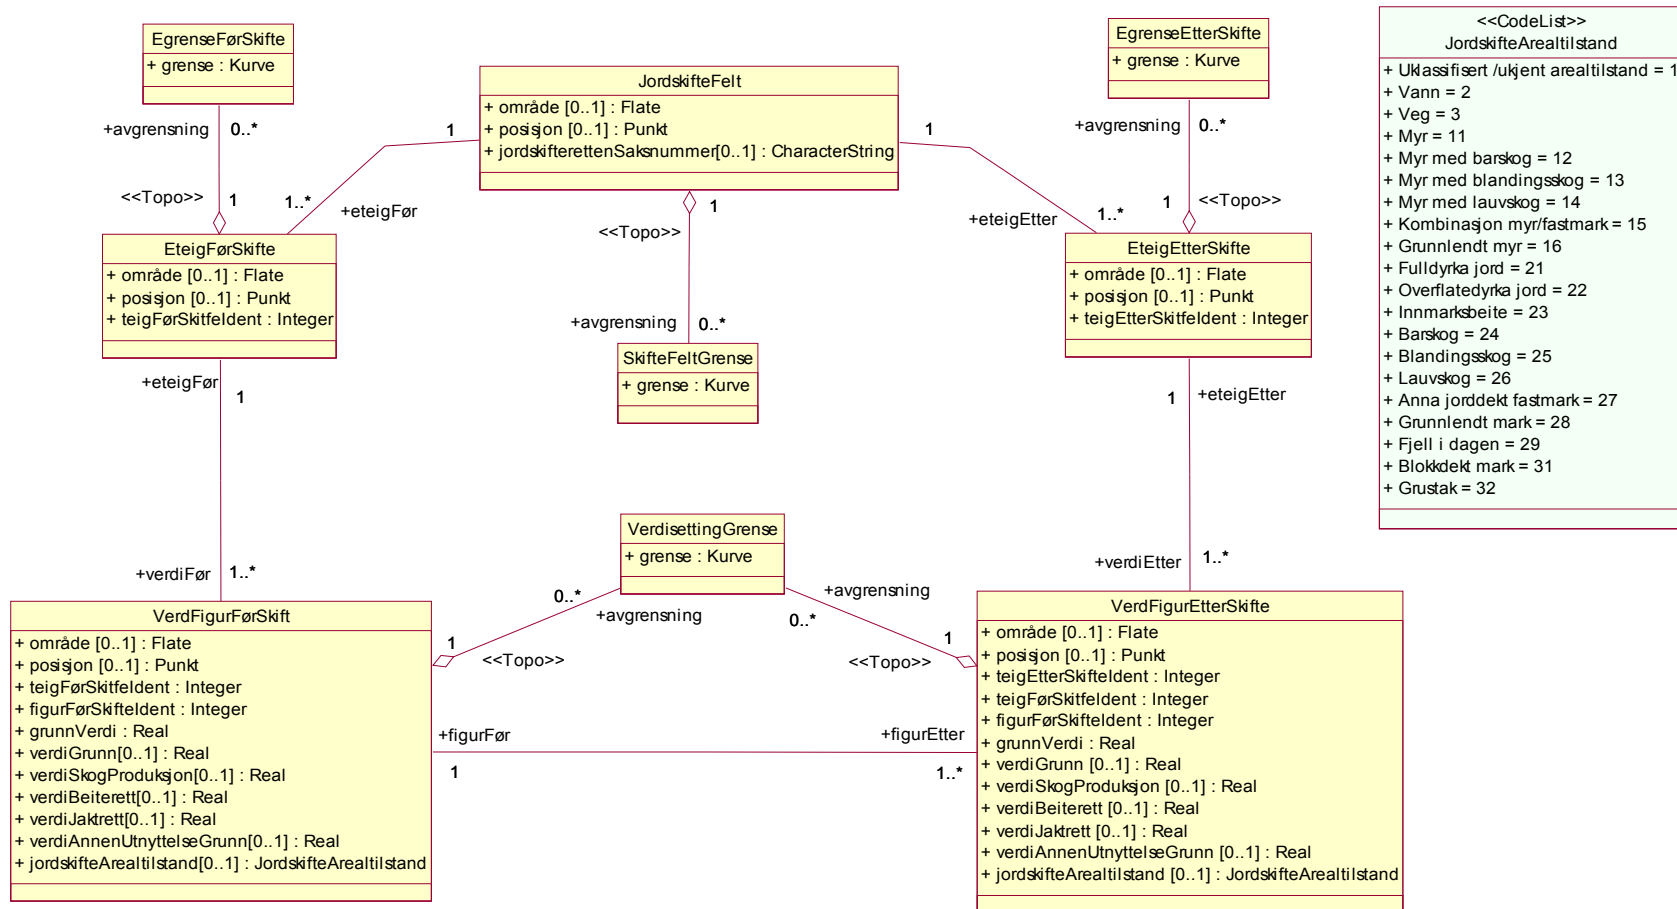 EgrenseFørSkifte
+ grense : Kurve
+avgrensning
0..*
<<Topo>>
1
JordskifteFelt
+ område [0..1] : Flate
+ posisjon [0..1] : Punkt
+ jordskifterettenSaksnummer[0..1] : CharacterString
1
1..*
+eteigFør
1
<<Topo>>
+avgrensning
0..*
1
+eteigEtter
1..*
EgrenseEtterSkifte
+ grense : Kurve
+avgrensning
0..*
1
<<Topo>>
EteigFørSkifte
+ område [0..1] : Flate
+ posisjon [0..1] : Punkt
+ teigFørSkitfeIdent : Integer
SkifteFeltGrense
+ grense : Kurve
EteigEtterSkifte
+ område [0..1] : Flate
+ posisjon [0..1] : Punkt
+ teigEtterSkitfeIdent : Integer
+eteigFør
1
+verdiFør
1..*
1
+eteigEtter
+verdiEtter
1..*
VerdisettingGrense
+ grense : Kurve
0..*
+avgrensning
1
<<Topo>>
+avgrensning
0..*
1
<<Topo>>
VerdFigurFørSkift
+ område [0..1] : Flate
+ posisjon [0..1] : Punkt
+ teigFørSkitfeIdent : Integer
+ figurFørSkifteIdent : Integer
+ grunnVerdi : Real
+ verdiGrunn[0..1] : Real
+ verdiSkogProduksjon[0..1] : Real
+ verdiBeiterett[0..1] : Real
+ verdiJaktrett[0..1] : Real
+ verdiAnnenUtnyttelseGrunn[0..1] : Real
+ jordskifteArealtilstand[0..1] : JordskifteArealtilstand
+figurFør
1
+figurEtter
1..*
VerdFigurEtterSkifte
+ område [0..1] : Flate
+ posisjon [0..1] : Punkt
+ teigEtterSkifteIdent : Integer
+ teigFørSkitfeIdent : Integer
+ figurFørSkifteIdent : Integer
+ grunnVerdi : Real
+ verdiGrunn [0..1] : Real
+ verdiSkogProduksjon [0..1] : Real
+ verdiBeiterett [0..1] : Real
+ verdiJaktrett [0..1] : Real
+ verdiAnnenUtnyttelseGrunn [0..1] : Real
+ jordskifteArealtilstand [0..1] : JordskifteArealtilstand
<<CodeList>>
JordskifteArealtilstand
+ Uklassifisert /ukjent arealtilstand = 1
+ Vann = 2
+ Veg = 3
+ Myr = 11
+ Myr med barskog = 12
+ Myr med blandingsskog = 13
+ Myr med lauvskog = 14
+ Kombinasjon myr/fastmark = 15
+ Grunnlendt myr = 16
+ Fulldyrka jord = 21
+ Overflatedyrka jord = 22
+ Innmarksbeite = 23
+ Barskog = 24
+ Blandingsskog = 25
+ Lauvskog = 26
+ Anna jorddekt fastmark = 27
+ Grunnlendt mark = 28
+ Fjell i dagen = 29
+ Blokkdekt mark = 31
+ Grustak = 32